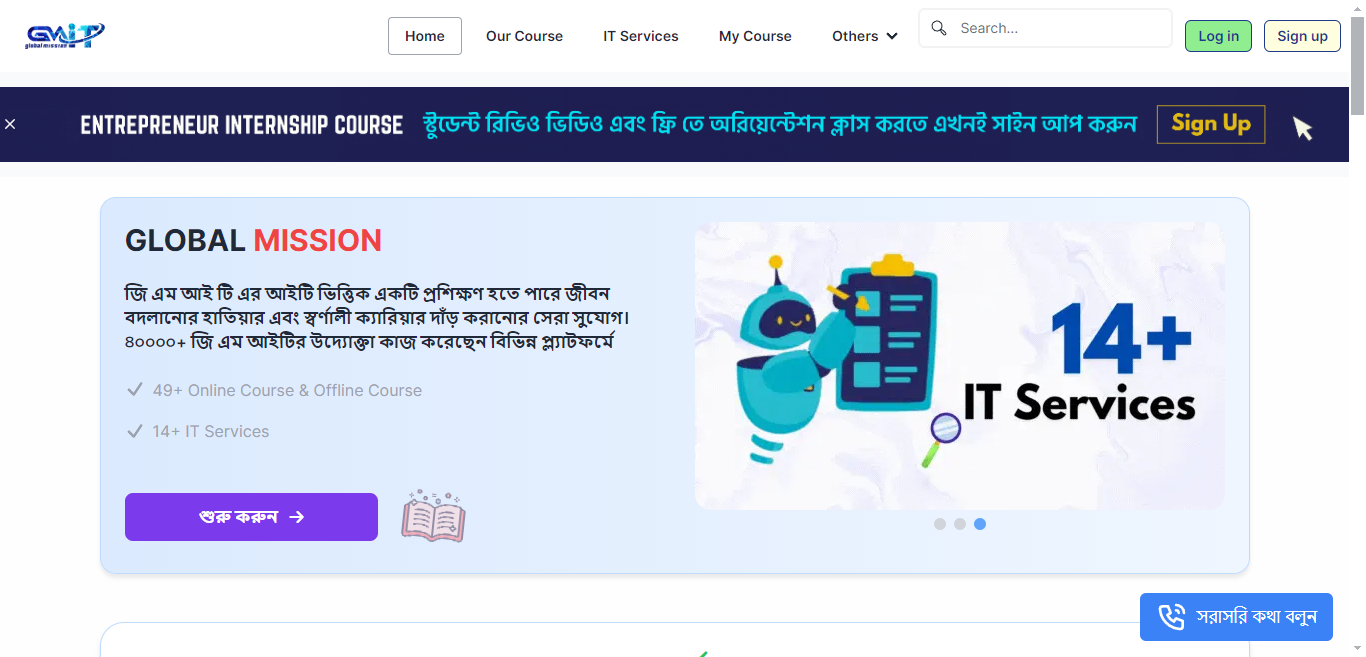 GMIT
global mission
Home
Our Course
IT Services
My Course
Others
Search...
Log in
Sign up
ENTREPRENEUR INTERNSHIP COURSE
স্টুডেন্ট রিভিও ভিডিও এবং ফ্রি তে অরিয়েন্টেশন ক্লাস করতে এখনই সাইন আপ করুন
Sign Up
GLOBAL MISSION
জি এম আই টি এর আইটি ভিত্তিক একটি প্রশিক্ষণ হতে পারে জীবন
বদলানোর হাতিয়ার এবং স্বর্ণালী ক্যারিয়ার দাঁড় করানোর সেরা সুযোগ।
৪০০০০+ জি এম আইটির উদ্যোক্তা কাজ করেছেন বিভিন্ন প্ল্যাটফর্মে
49+ Online Course & Offline Course
14+ IT Services
শুরু করুন
14+
IT Services
সরাসরি কথা বলুন